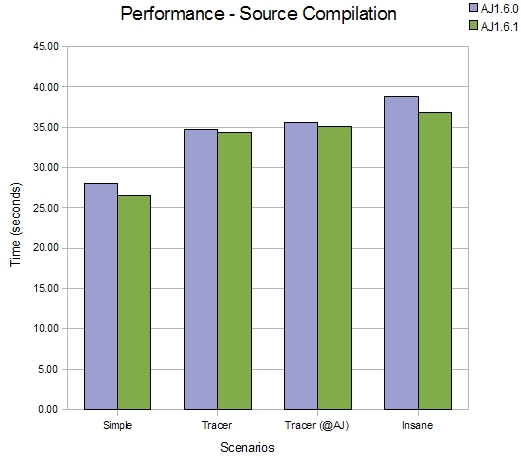 Performance - Source Compilation
AJ1.6.0
AJ1.6.1
45.00
40.00
35.00
30.00
25.00
20.00
15.00
10.00
5.00
0.00
Time (seconds)
Simple
Tracer
Tracer (@AJ)
Insane
Scenarios